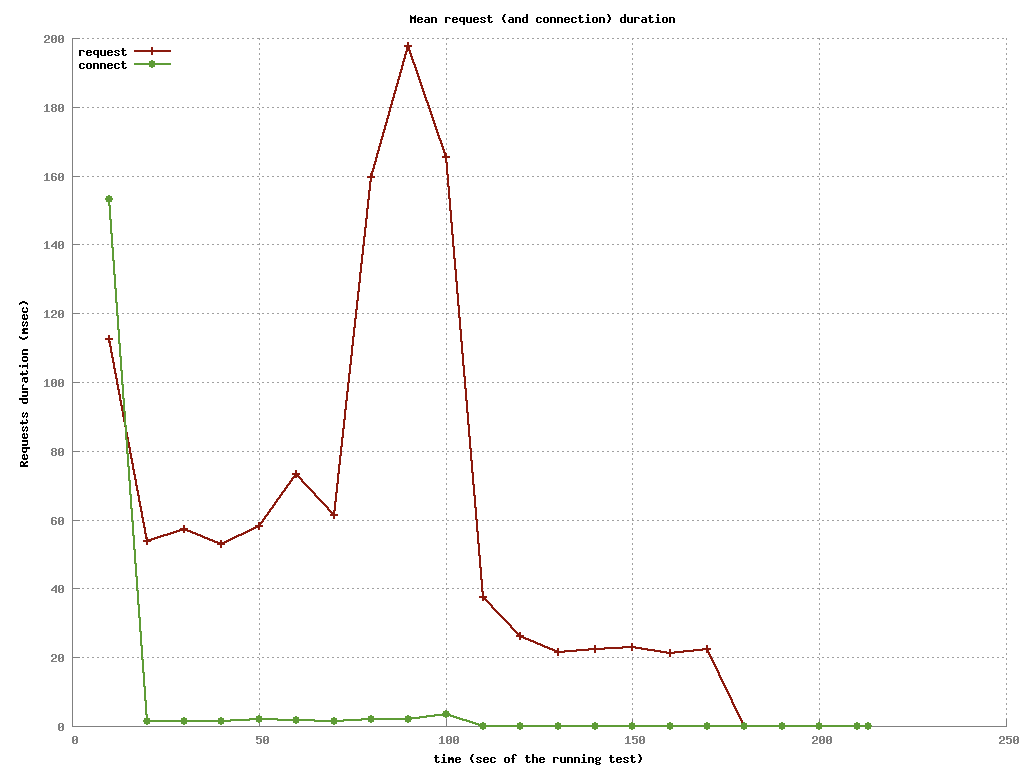 Mean request (and connection) duration
request
connect
200
180
160
140
120
100
80
60
40
20
0
Requests duration (msec)
0 50 100 150 200 250
time (sec of the running test)